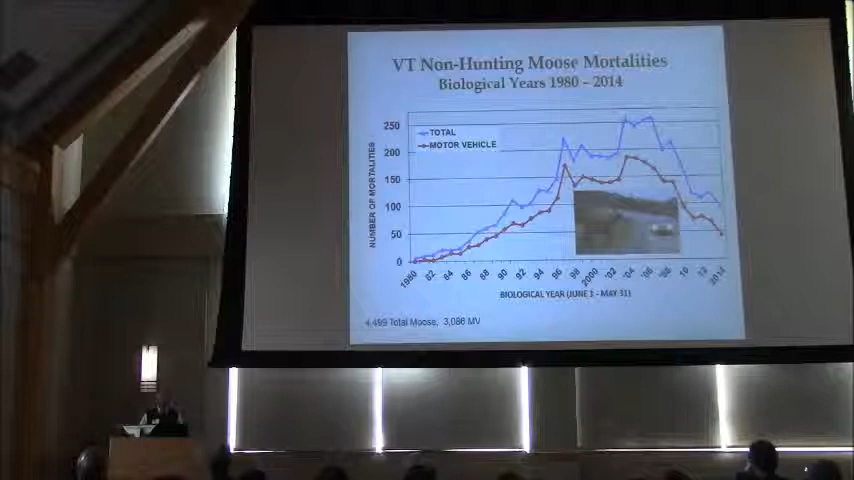 VT Non-Hunting Moose Mortalities
Biological Years 1980 – 2014
TOTAL
MOTOR VEHICLE
NUMBER OF MORTALITIES
250
200
150
100
50
0
1980 82 84 86 88 90 92 94 96 98 2000 02 04 06 08 10 12 2014
BIOLOGICAL YEAR (JUNE 1 - MAY 31)
4,499 Total Moose, 3,086 MV